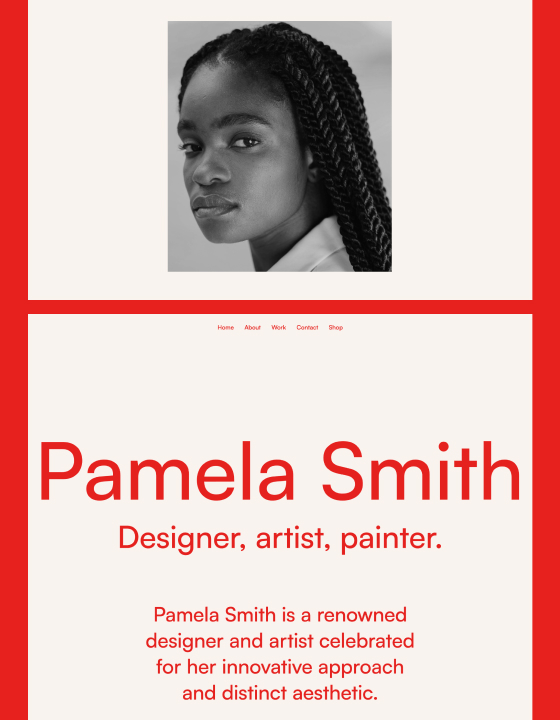 Home About Work Contact Shop
Pamela Smith
Designer, artist, painter.
Pamela Smith is a renowned
designer and artist celebrated
for her innovative approach
and distinct aesthetic.